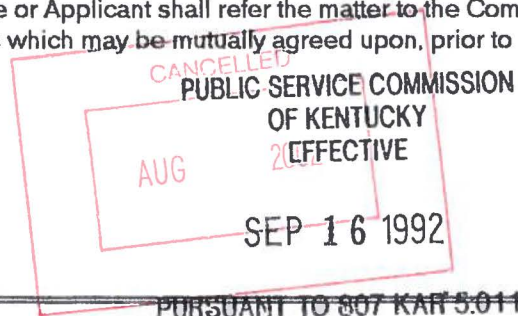 e or Applicant shall refer the matter to the Com
which may be mutually agreed upon, prior to
CANCELLED
PUBLIC SERVICE COMMISSION
OF KENTUCKY
EFFECTIVE
AUG
SEP 16 1992
PURSUANT TO 807 KAR 5:011